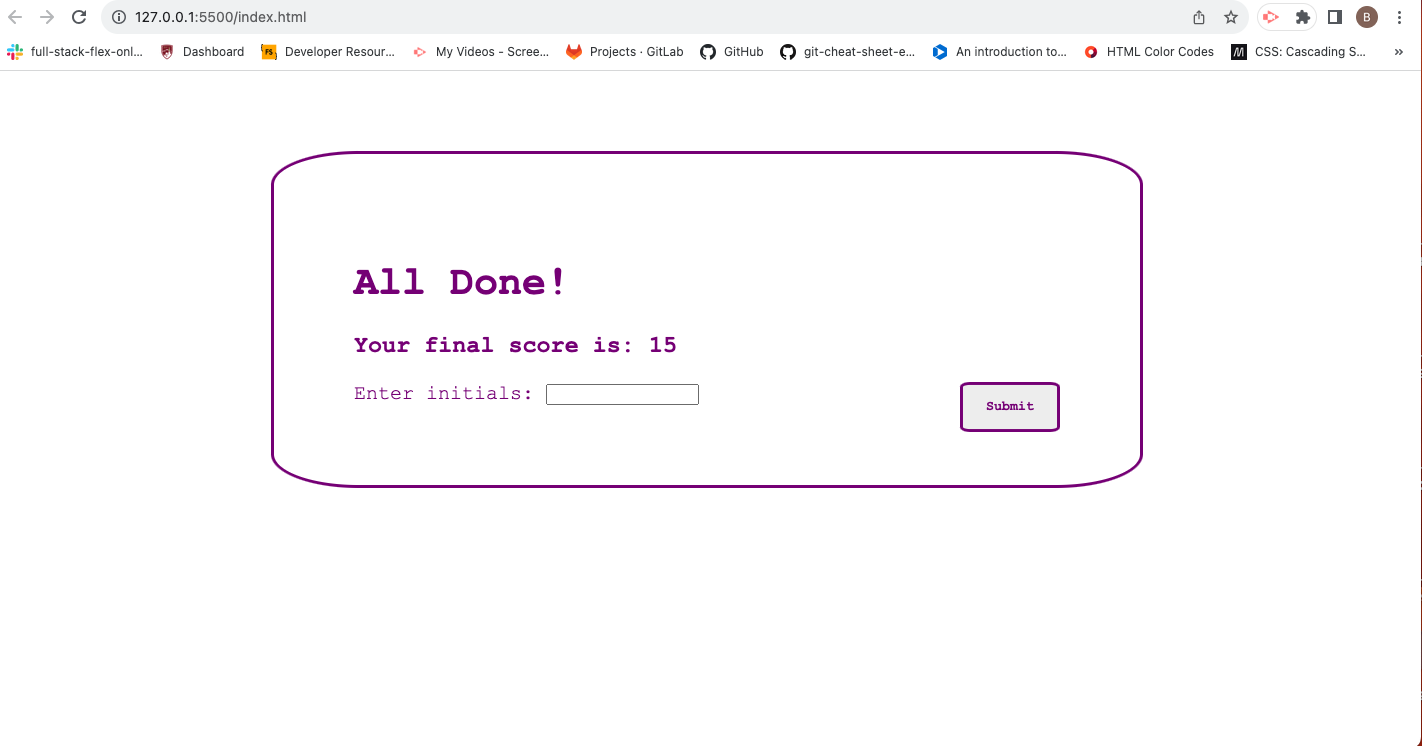 127.0.0.1:5500/index.html
B
full-stack-flex-onl... Dashboard FS Developer Resour... My Videos - Scree... Projects · GitLab GitHub git-cheat-sheet-e... An introduction to... HTML Color Codes M CSS: Cascading S... »
All Done!
Your final score is: 15
Enter initials:
Submit